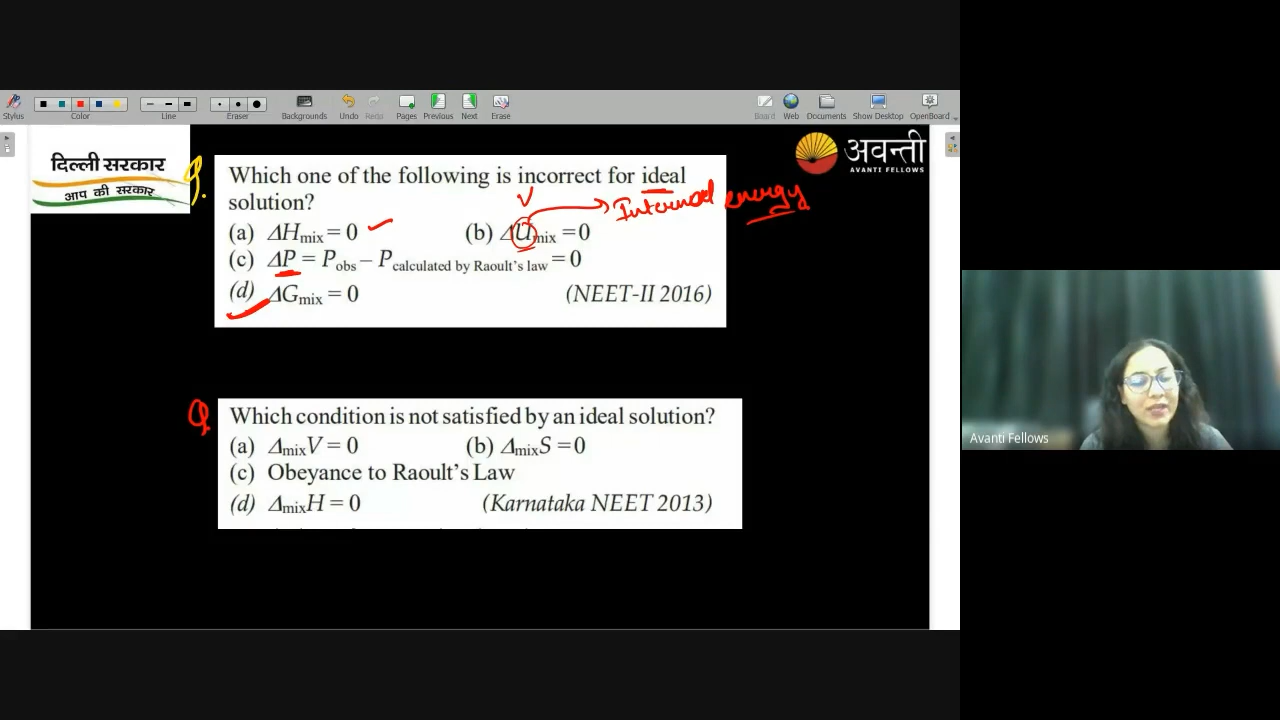 Stylus
Color
Line
Eraser
Backgrounds
Undo
Redo
Pages
Previous
Next
Erase
Board
Web
Documents
Show Desktop
OpenBoard
दिल्ली सरकार
आप की सरकार
अवन्ती
AVANTI FELLOWS
Q.
Which one of the following is incorrect for ideal
solution?
Internal energy
(a) ΔHmix = 0 (b) ΔUmix = 0
(c) ΔP = Pobs – Pcalculated by Raoult's law = 0
(d) ΔGmix = 0 (NEET-II 2016)
Q.
Which condition is not satisfied by an ideal solution?
(a) ΔmixV = 0 (b) ΔmixS = 0
(c) Obeyance to Raoult's Law
(d) ΔmixH = 0 (Karnataka NEET 2013)
Avanti Fellows